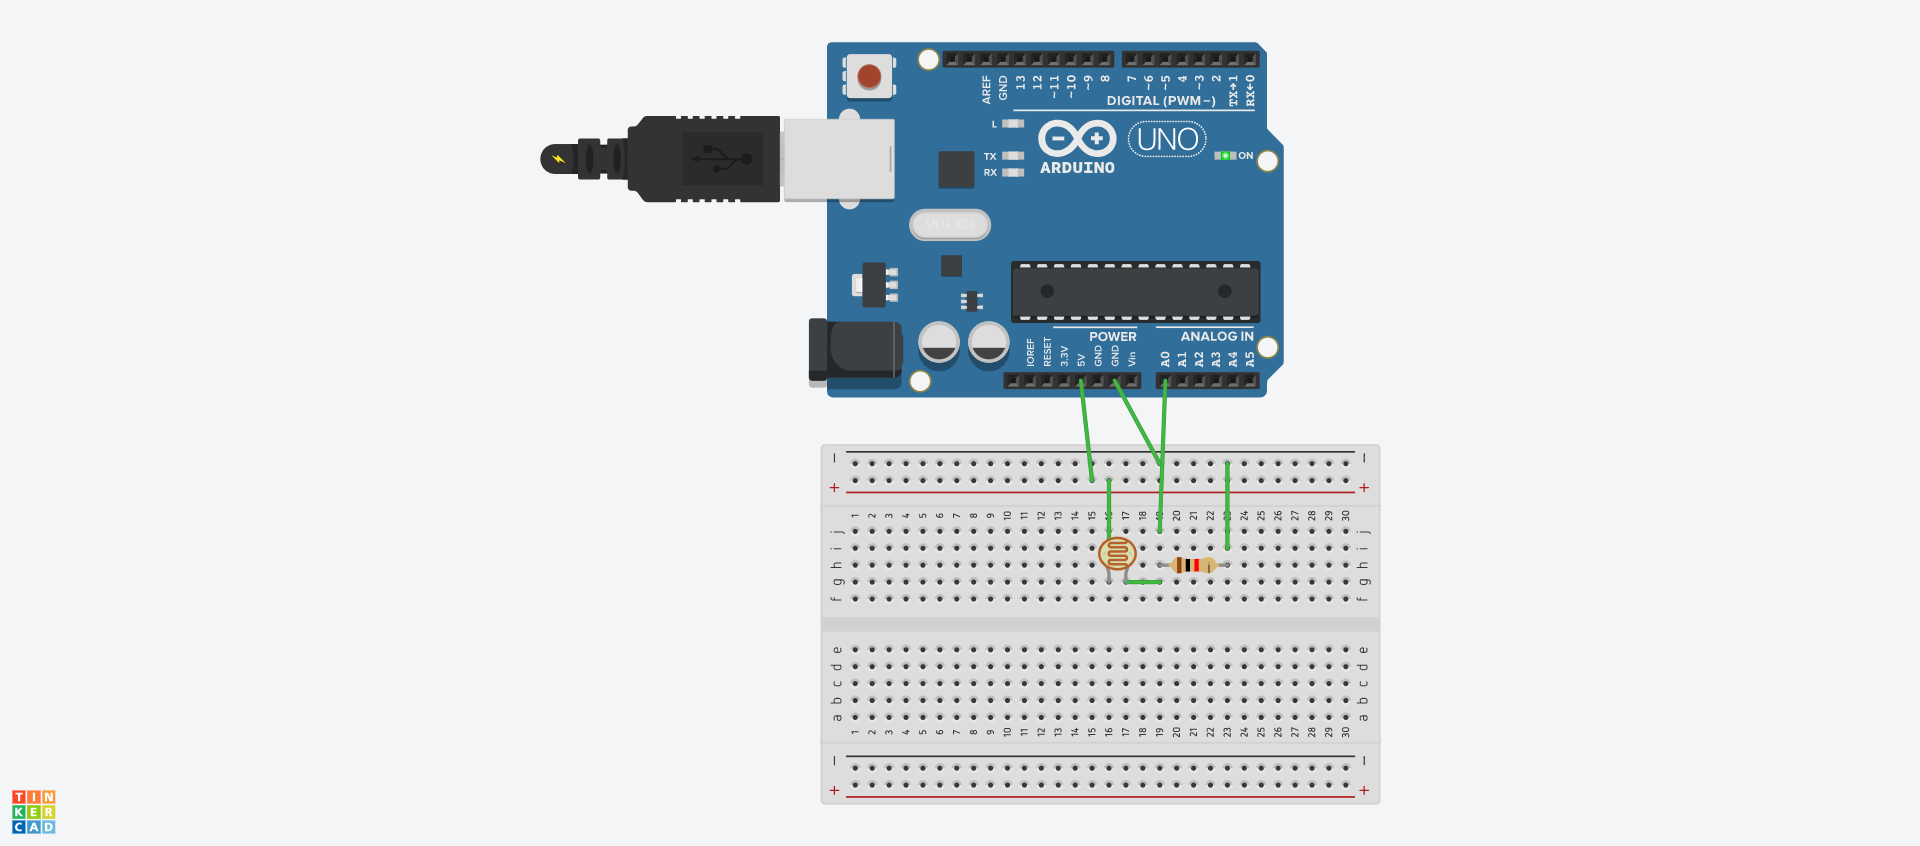 AREF GND 13 12 ~11 ~10 ~9 8 7 ~6 ~5 4 ~3 2 TX→1 RX←0
DIGITAL (PWM~)
L
TX
RX
UNO
ARDUINO
ON
POWER ANALOG IN
IOREF RESET 3.3V 5V GND GND Vin A0 A1 A2 A3 A4 A5
− −
+ +
1 2 3 4 5 6 7 8 9 10 11 12 13 14 15 17 18 20 21 22 24 25 26 27 28 29 30
j j
i i
h h
g g
f f
e e
d d
c c
b b
a a
1 2 3 4 5 6 7 8 9 10 11 12 13 14 15 16 17 18 19 20 21 22 23 24 25 26 27 28 29 30
− −
+ +
TIN
KER
CAD